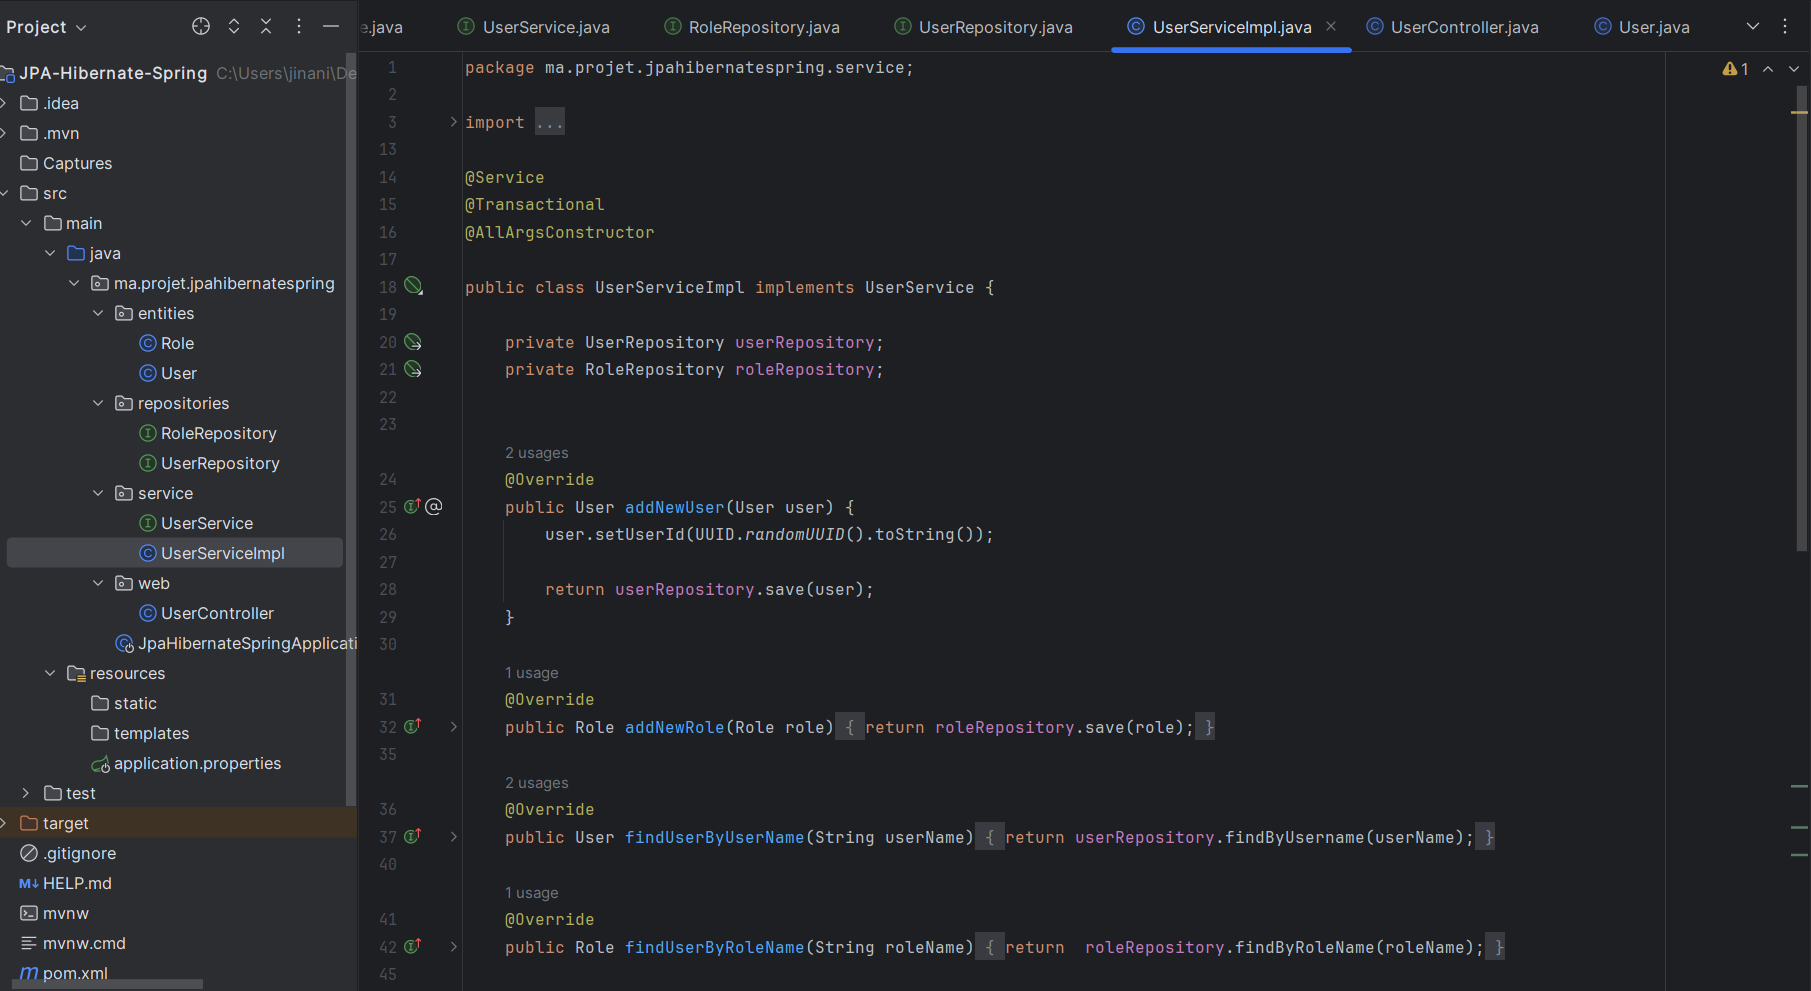 Project
e.java
UserService.java
RoleRepository.java
UserRepository.java
UserServiceImpl.java
UserController.java
User.java
JPA-Hibernate-Spring C:\Users\jinani\De
.idea
.mvn
Captures
src
main
java
ma.projet.jpahibernatespring
entities
Role
User
repositories
RoleRepository
UserRepository
service
UserService
UserServiceImpl
web
UserController
JpaHibernateSpringApplicati
resources
static
templates
application.properties
test
target
.gitignore
HELP.md
mvnw
mvnw.cmd
pom.xml
1
1 package ma.projet.jpahibernatespring.service;
2
3 import ...
13
14 @Service
15 @Transactional
16 @AllArgsConstructor
17
18 public class UserServiceImpl implements UserService {
19
20 private UserRepository userRepository;
21 private RoleRepository roleRepository;
22
23
2 usages
24 @Override
25 public User addNewUser(User user) {
26 user.setUserId(UUID.randomUUID().toString());
27
28 return userRepository.save(user);
29 }
30
1 usage
31 @Override
32 public Role addNewRole(Role role) { return roleRepository.save(role); }
35
2 usages
36 @Override
37 public User findUserByUserName(String userName) { return userRepository.findByUsername(userName); }
40
1 usage
41 @Override
42 public Role findUserByRoleName(String roleName) { return  roleRepository.findByRoleName(roleName); }
45